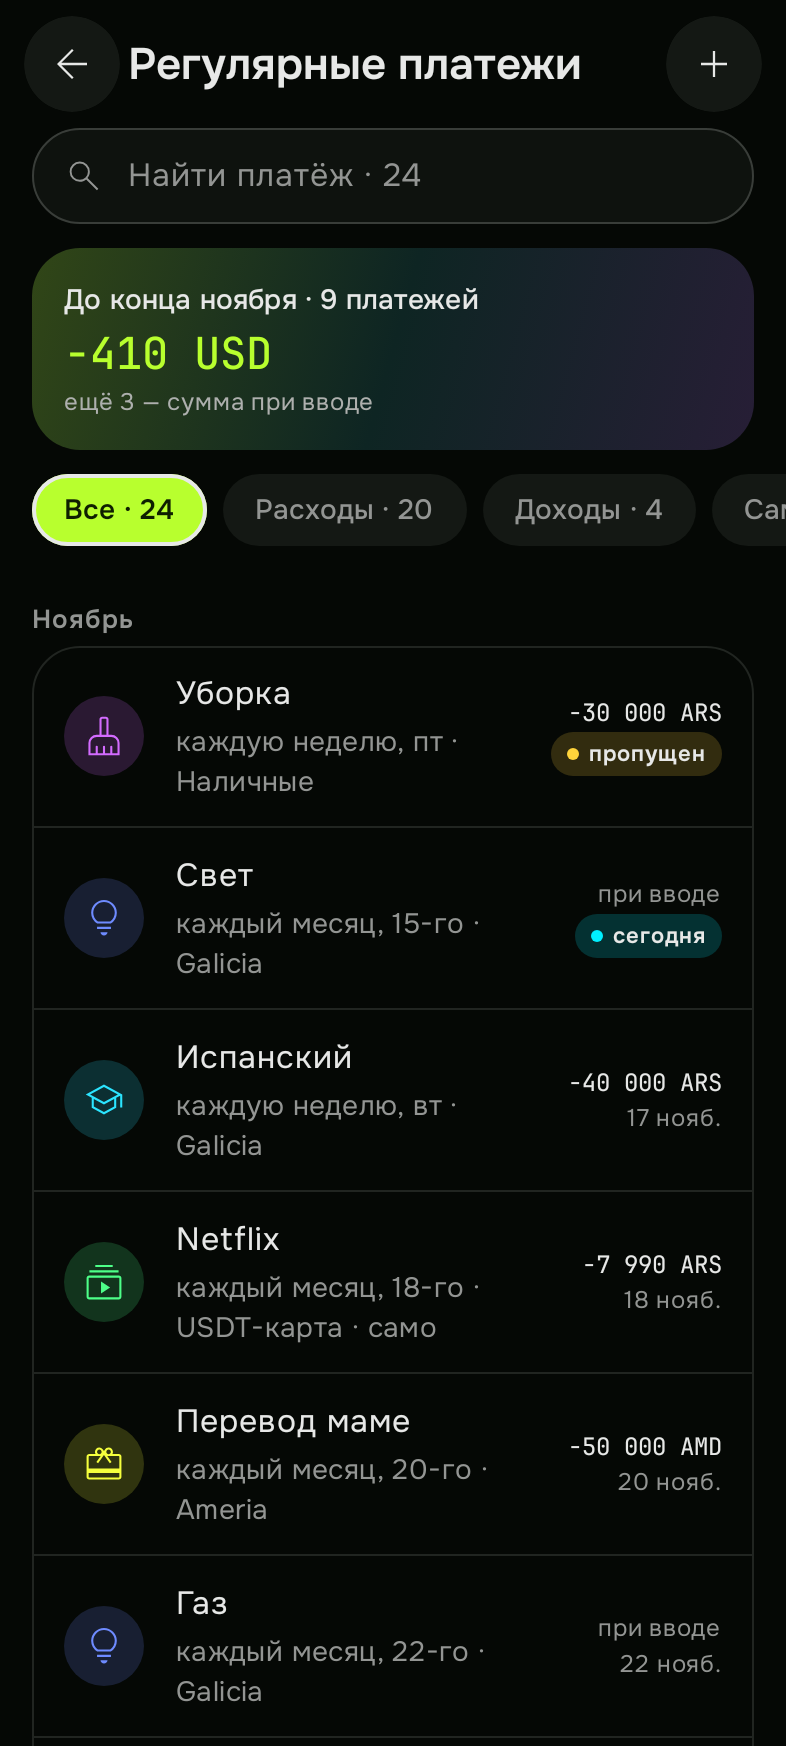 Регулярные платежи
Найти платёж · 24
До конца ноября · 9 платежей
-410 USD
ещё 3 — сумма при вводе
Все · 24
Расходы · 20
Доходы · 4
Ноябрь
Уборка
каждую неделю, пт ·
Наличные
-30 000 ARS
пропущен
Свет
каждый месяц, 15-го ·
Galicia
при вводе
сегодня
Испанский
каждую неделю, вт ·
Galicia
-40 000 ARS
17 нояб.
Netflix
каждый месяц, 18-го ·
USDT-карта · само
-7 990 ARS
18 нояб.
Перевод маме
каждый месяц, 20-го ·
Ameria
-50 000 AMD
20 нояб.
Газ
каждый месяц, 22-го ·
Galicia
при вводе
22 нояб.